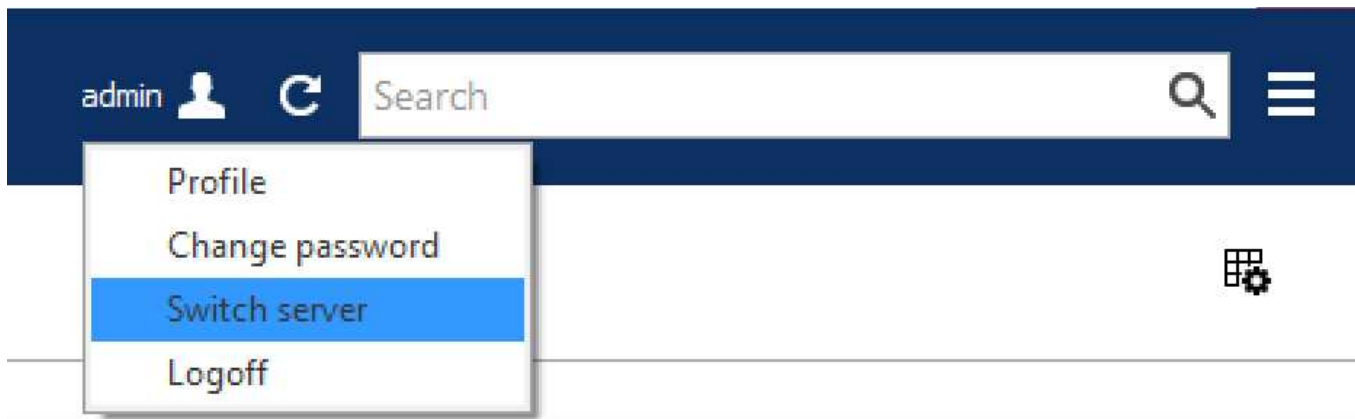 admin Search
Profile
Change password
Switch server
Logoff